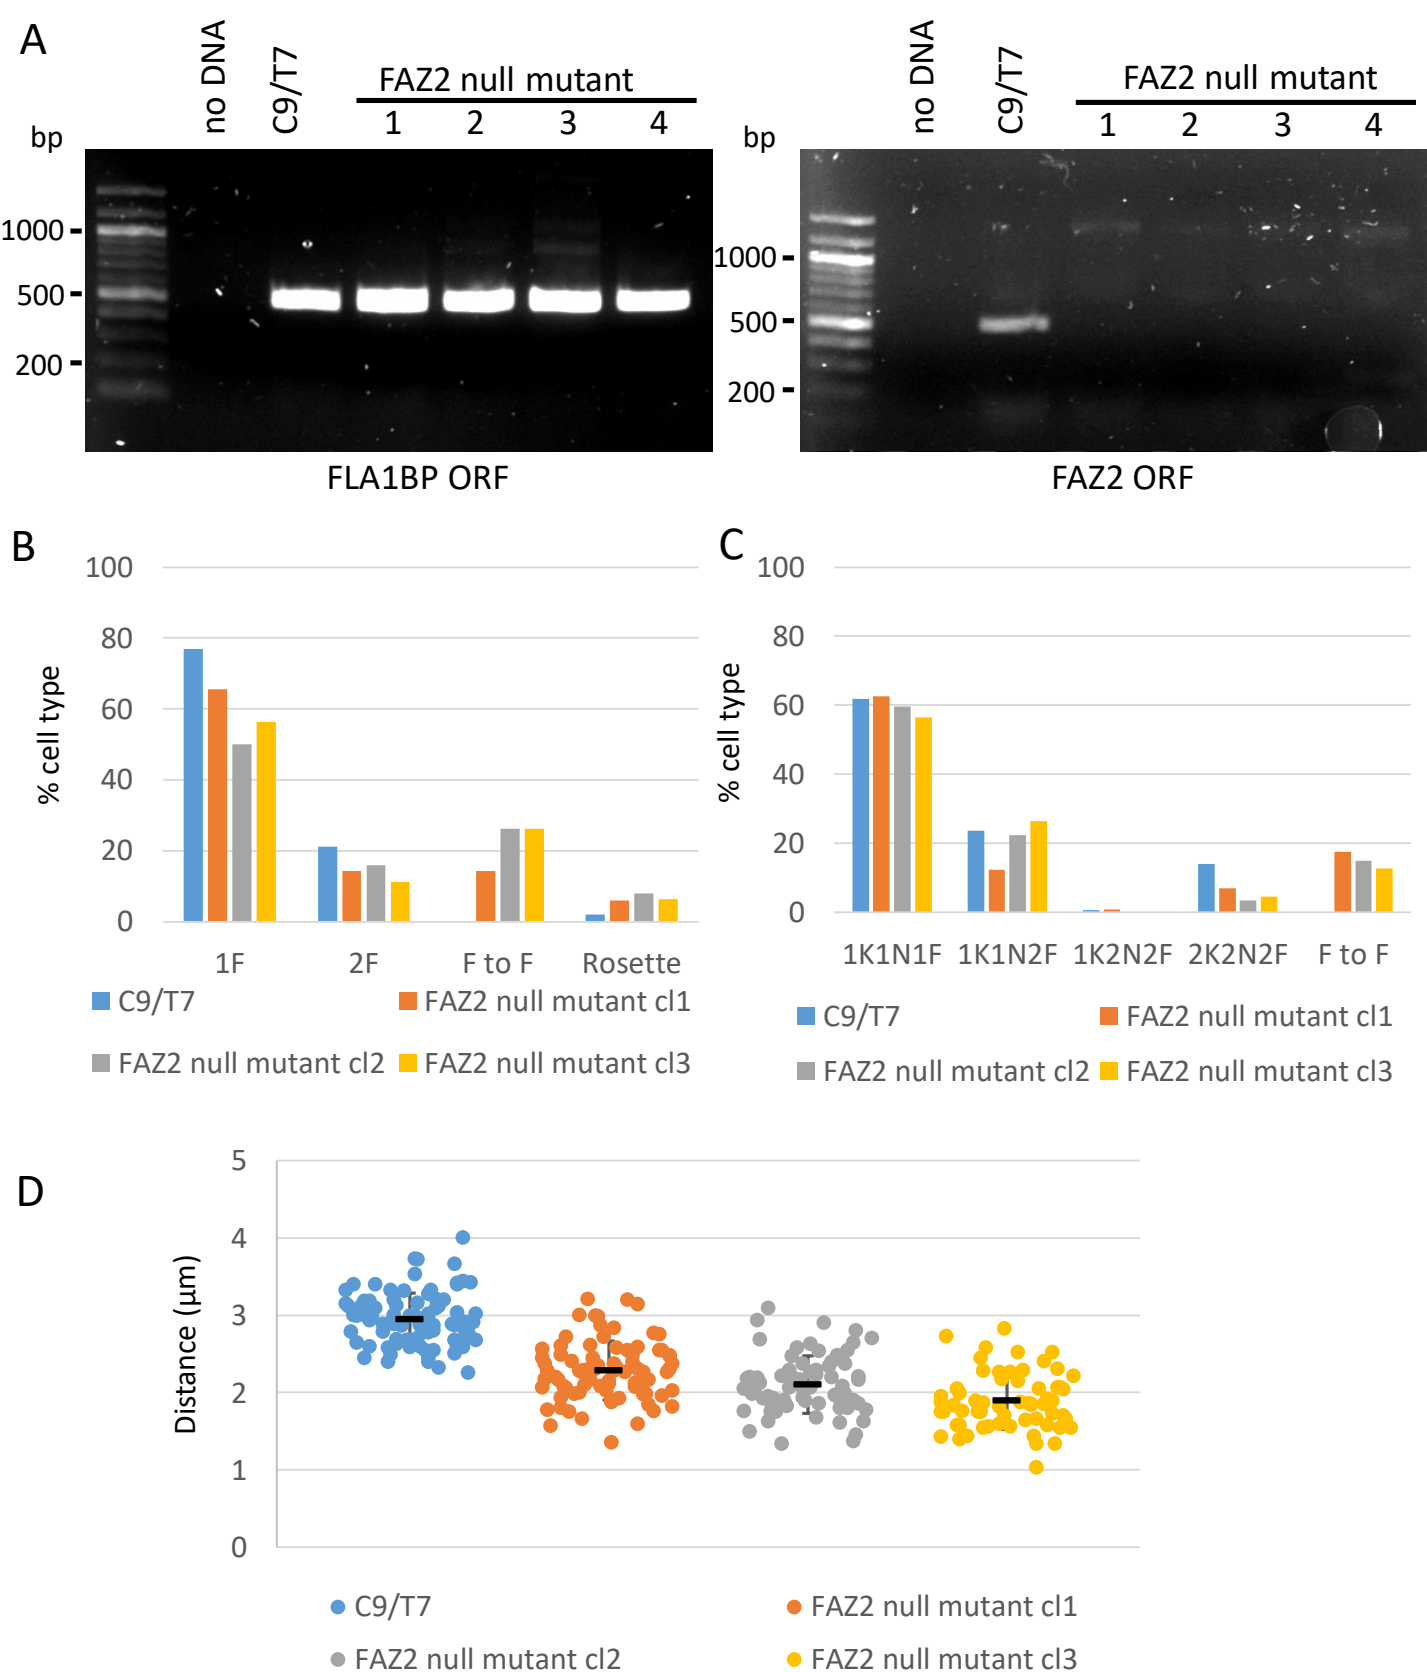 A
no DNA
C9/T7
FAZ2 null mutant
1 2 3 4
bp
1000
500
200
FLA1BP ORF
no DNA
C9/T7
FAZ2 null mutant
1 2 3 4
bp
1000
500
200
FAZ2 ORF
B
% cell type
100
80
60
40
20
0
1F 2F F to F Rosette
C9/T7 FAZ2 null mutant cl1
FAZ2 null mutant cl2 FAZ2 null mutant cl3
C
% cell type
100
80
60
40
20
0
1K1N1F 1K1N2F 1K2N2F 2K2N2F F to F
C9/T7 FAZ2 null mutant cl1
FAZ2 null mutant cl2 FAZ2 null mutant cl3
D
Distance (μm)
5
4
3
2
1
0
C9/T7 FAZ2 null mutant cl1
FAZ2 null mutant cl2 FAZ2 null mutant cl3